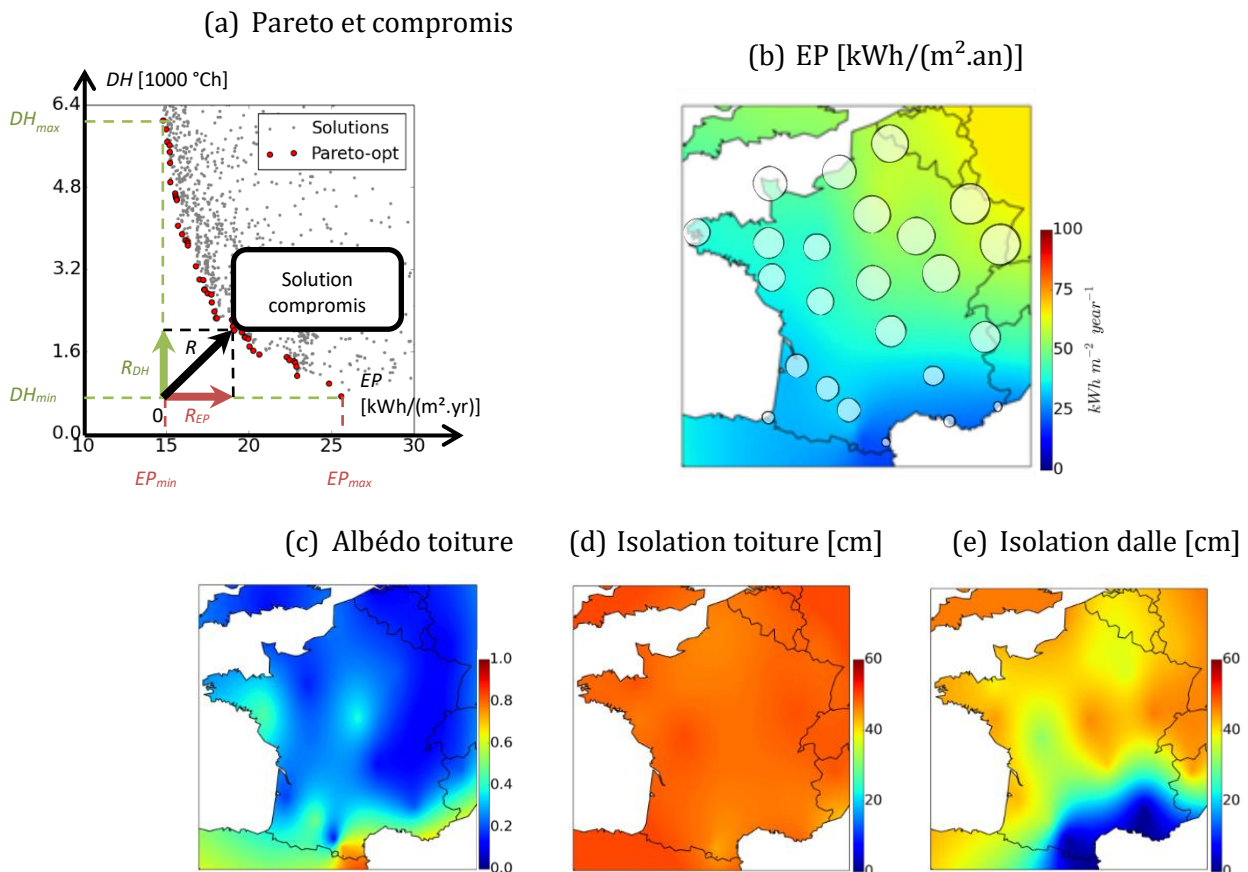 (a) Pareto et compromis
DH [1000 °Ch]
6.4
4.8
3.2
1.6
0.0
DHmax
DHmin
Solutions
Pareto-opt
Solution
compromis
R
RDH
REP
0
EP
[kWh/(m².yr)]
10
15
20
25
30
EPmin
EPmax
(b) EP [kWh/(m².an)]
100
75
50
25
0
kWh m−2 year−1
(c) Albédo toiture
1.0
0.8
0.6
0.4
0.2
0.0
(d) Isolation toiture [cm]
60
40
20
0
(e) Isolation dalle [cm]
60
40
20
0